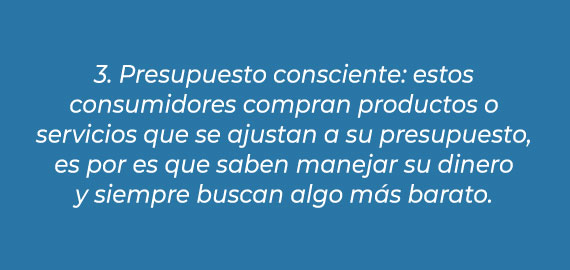 3. Presupuesto consciente: estos
consumidores compran productos o
servicios que se ajustan a su presupuesto,
es por es que saben manejar su dinero
y siempre buscan algo más barato.